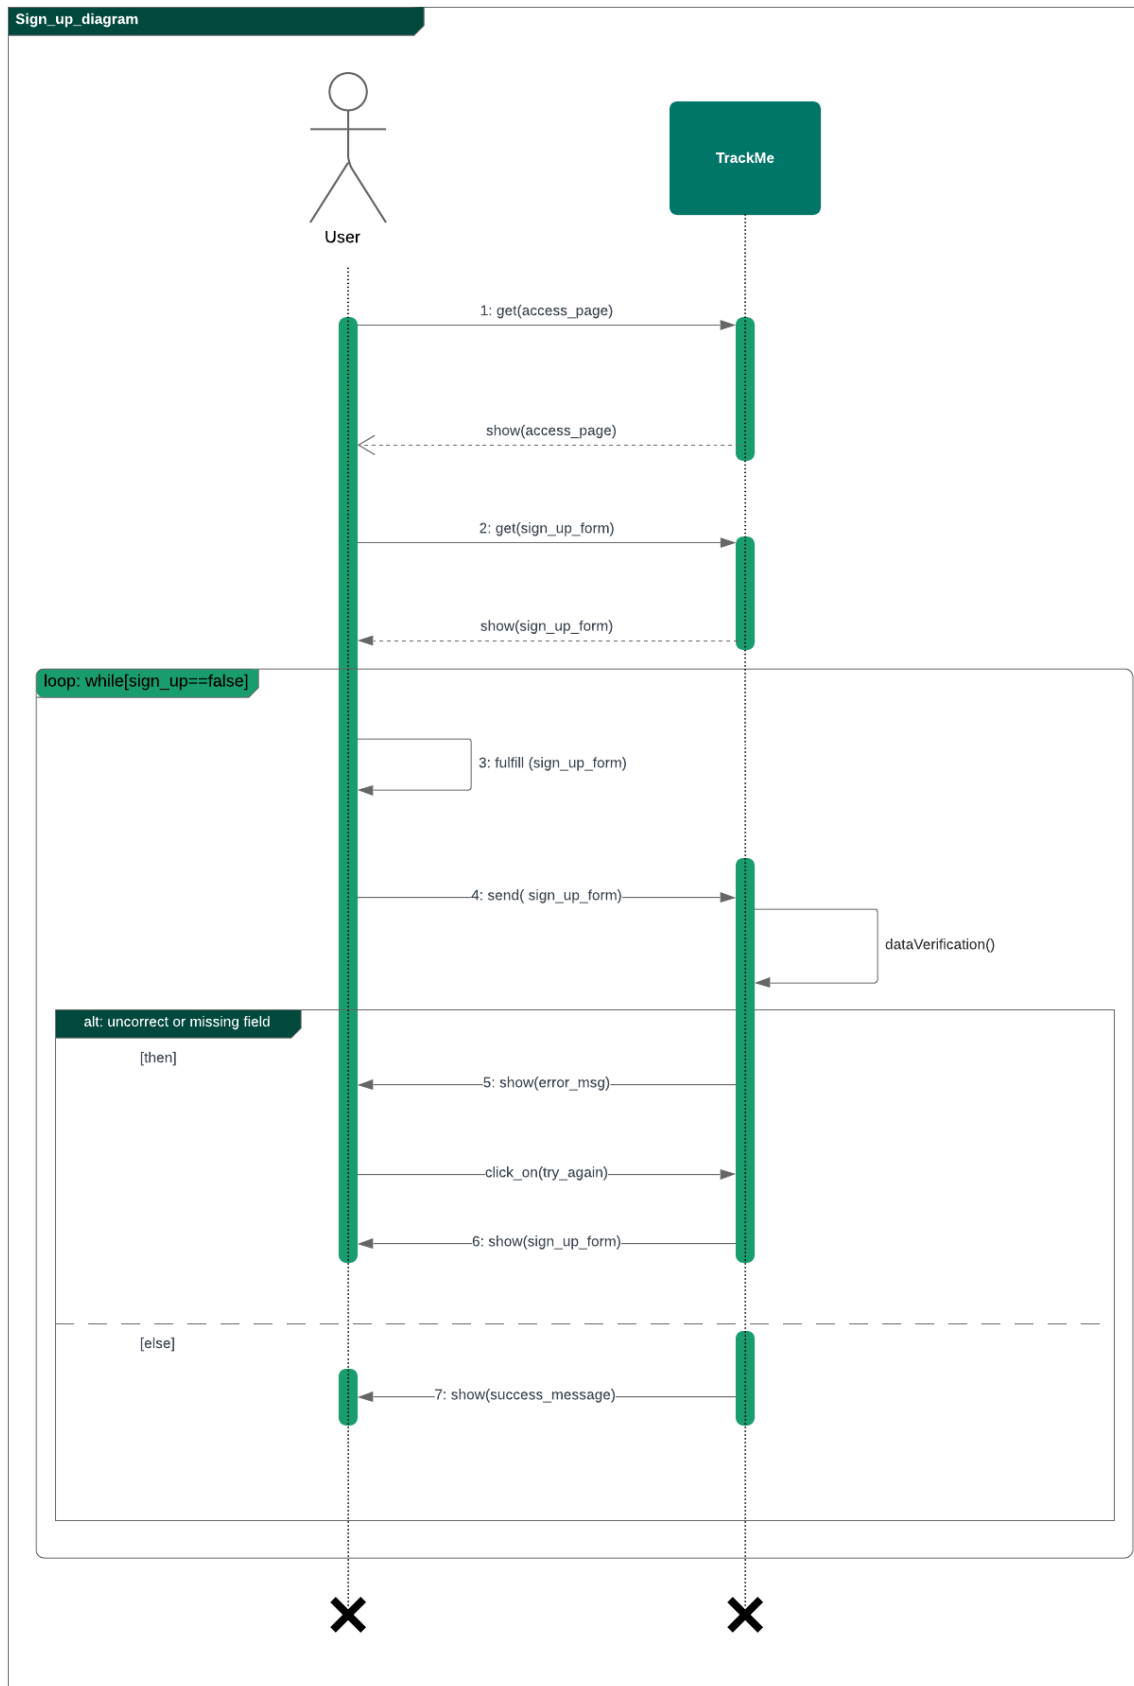 Sign_up_diagram
TrackMe
User
1: get(access_page)
show(access_page)
2: get(sign_up_form)
show(sign_up_form)
loop: while[sign_up==false]
3: fulfill (sign_up_form)
4: send( sign_up_form)
dataVerification()
alt: uncorrect or missing field
[then]
5: show(error_msg)
click_on(try_again)
6: show(sign_up_form)
[else]
7: show(success_message)